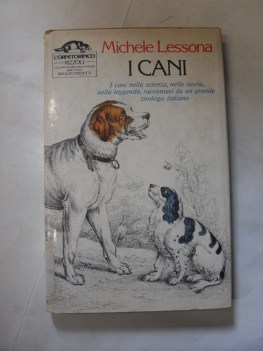 L'ORNITORINCO
RIZZOLI
Michele Lessona
I CANI
I cani nella scienza, nella storia,
nella leggenda, raccontati da un grande
zoologo italiano